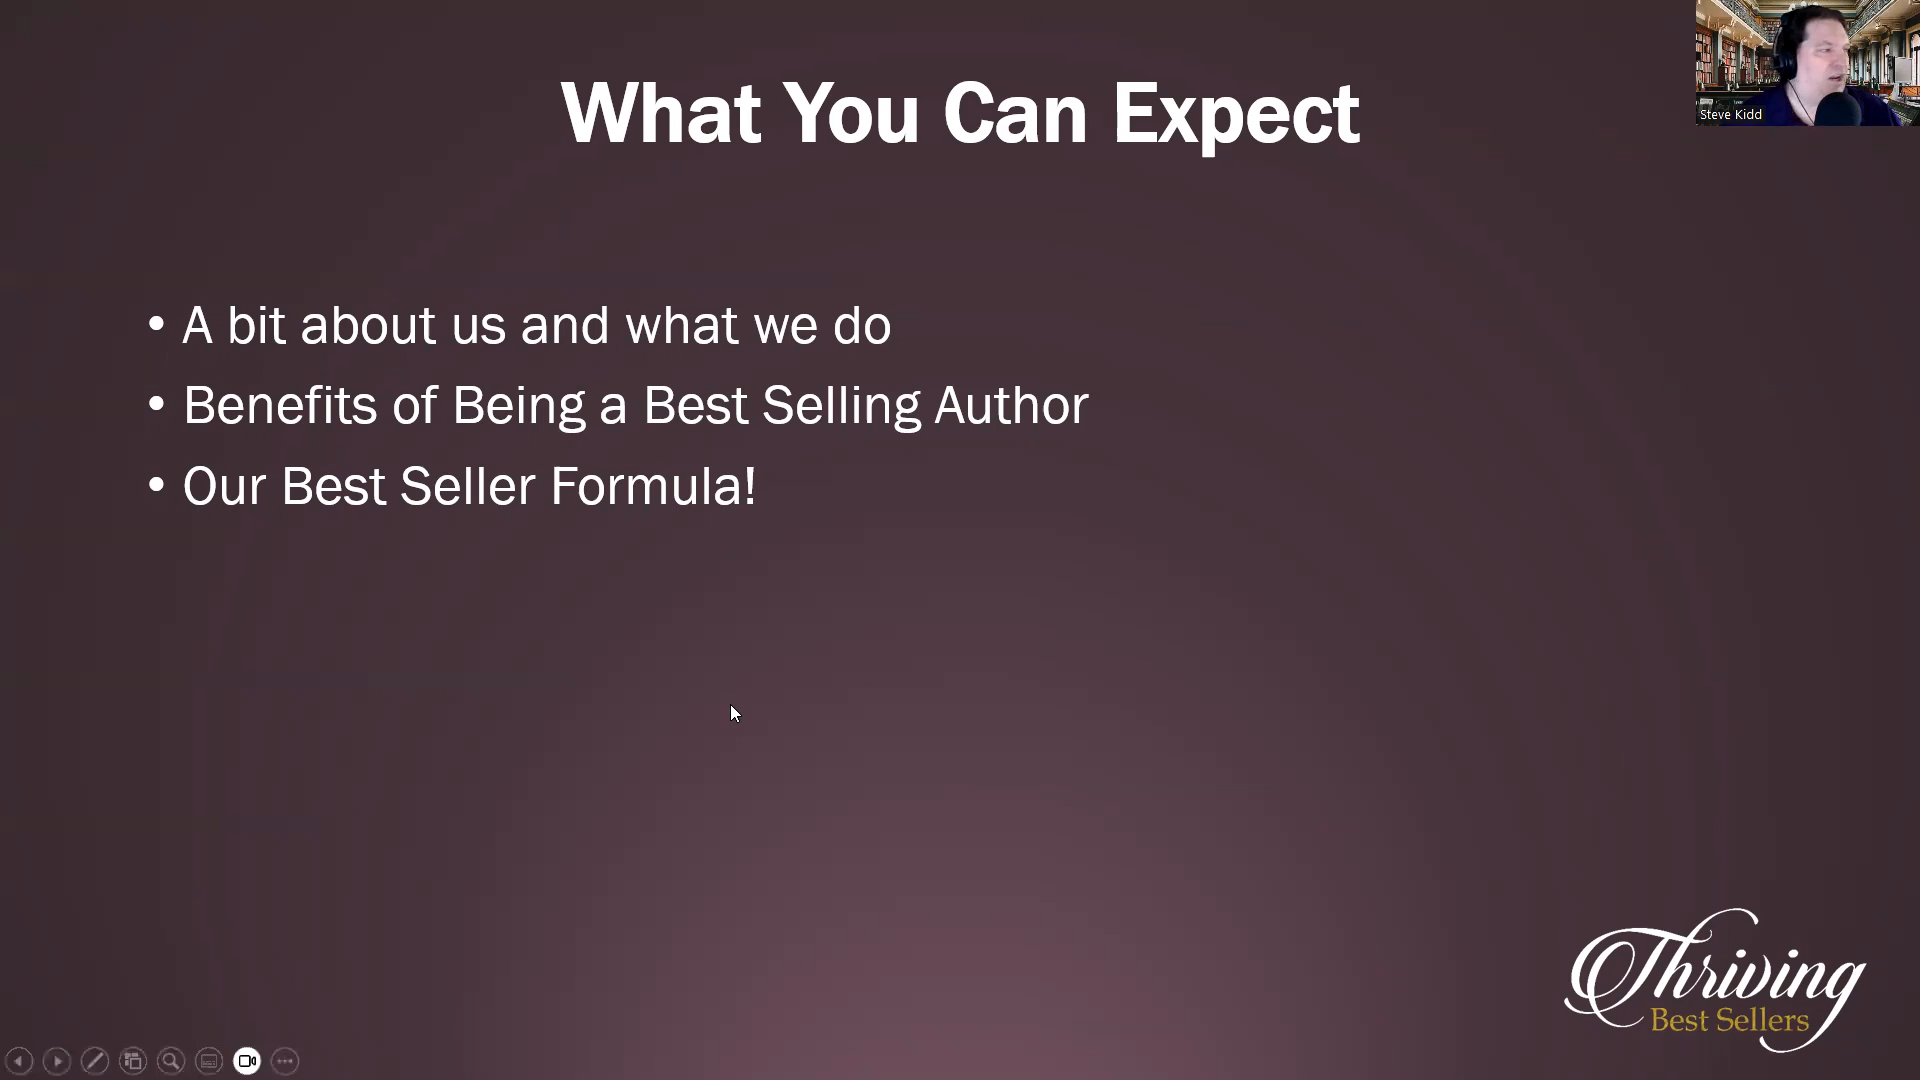 What You Can Expect
Steve Kidd
• A bit about us and what we do
• Benefits of Being a Best Selling Author
• Our Best Seller Formula!
Thriving
Best Sellers